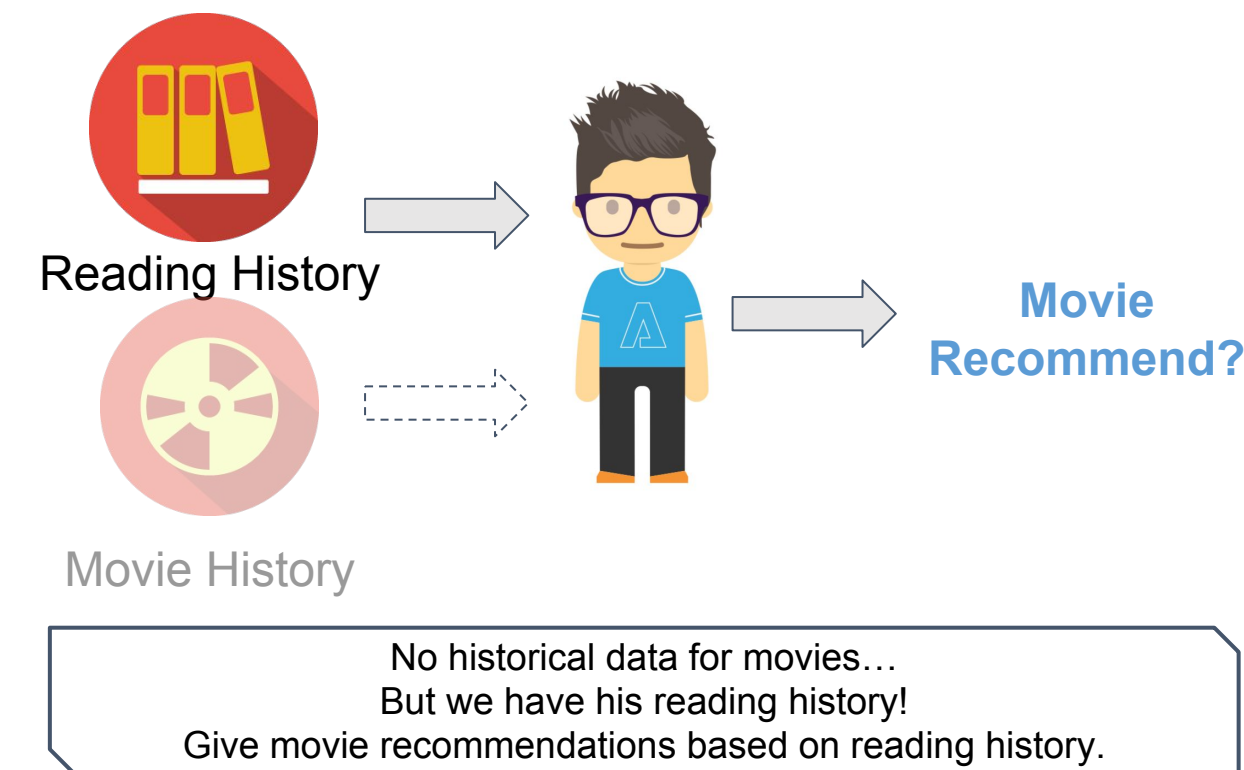 Reading History
Movie History
A
Movie
Recommend?
No historical data for movies…
But we have his reading history!
Give movie recommendations based on reading history.